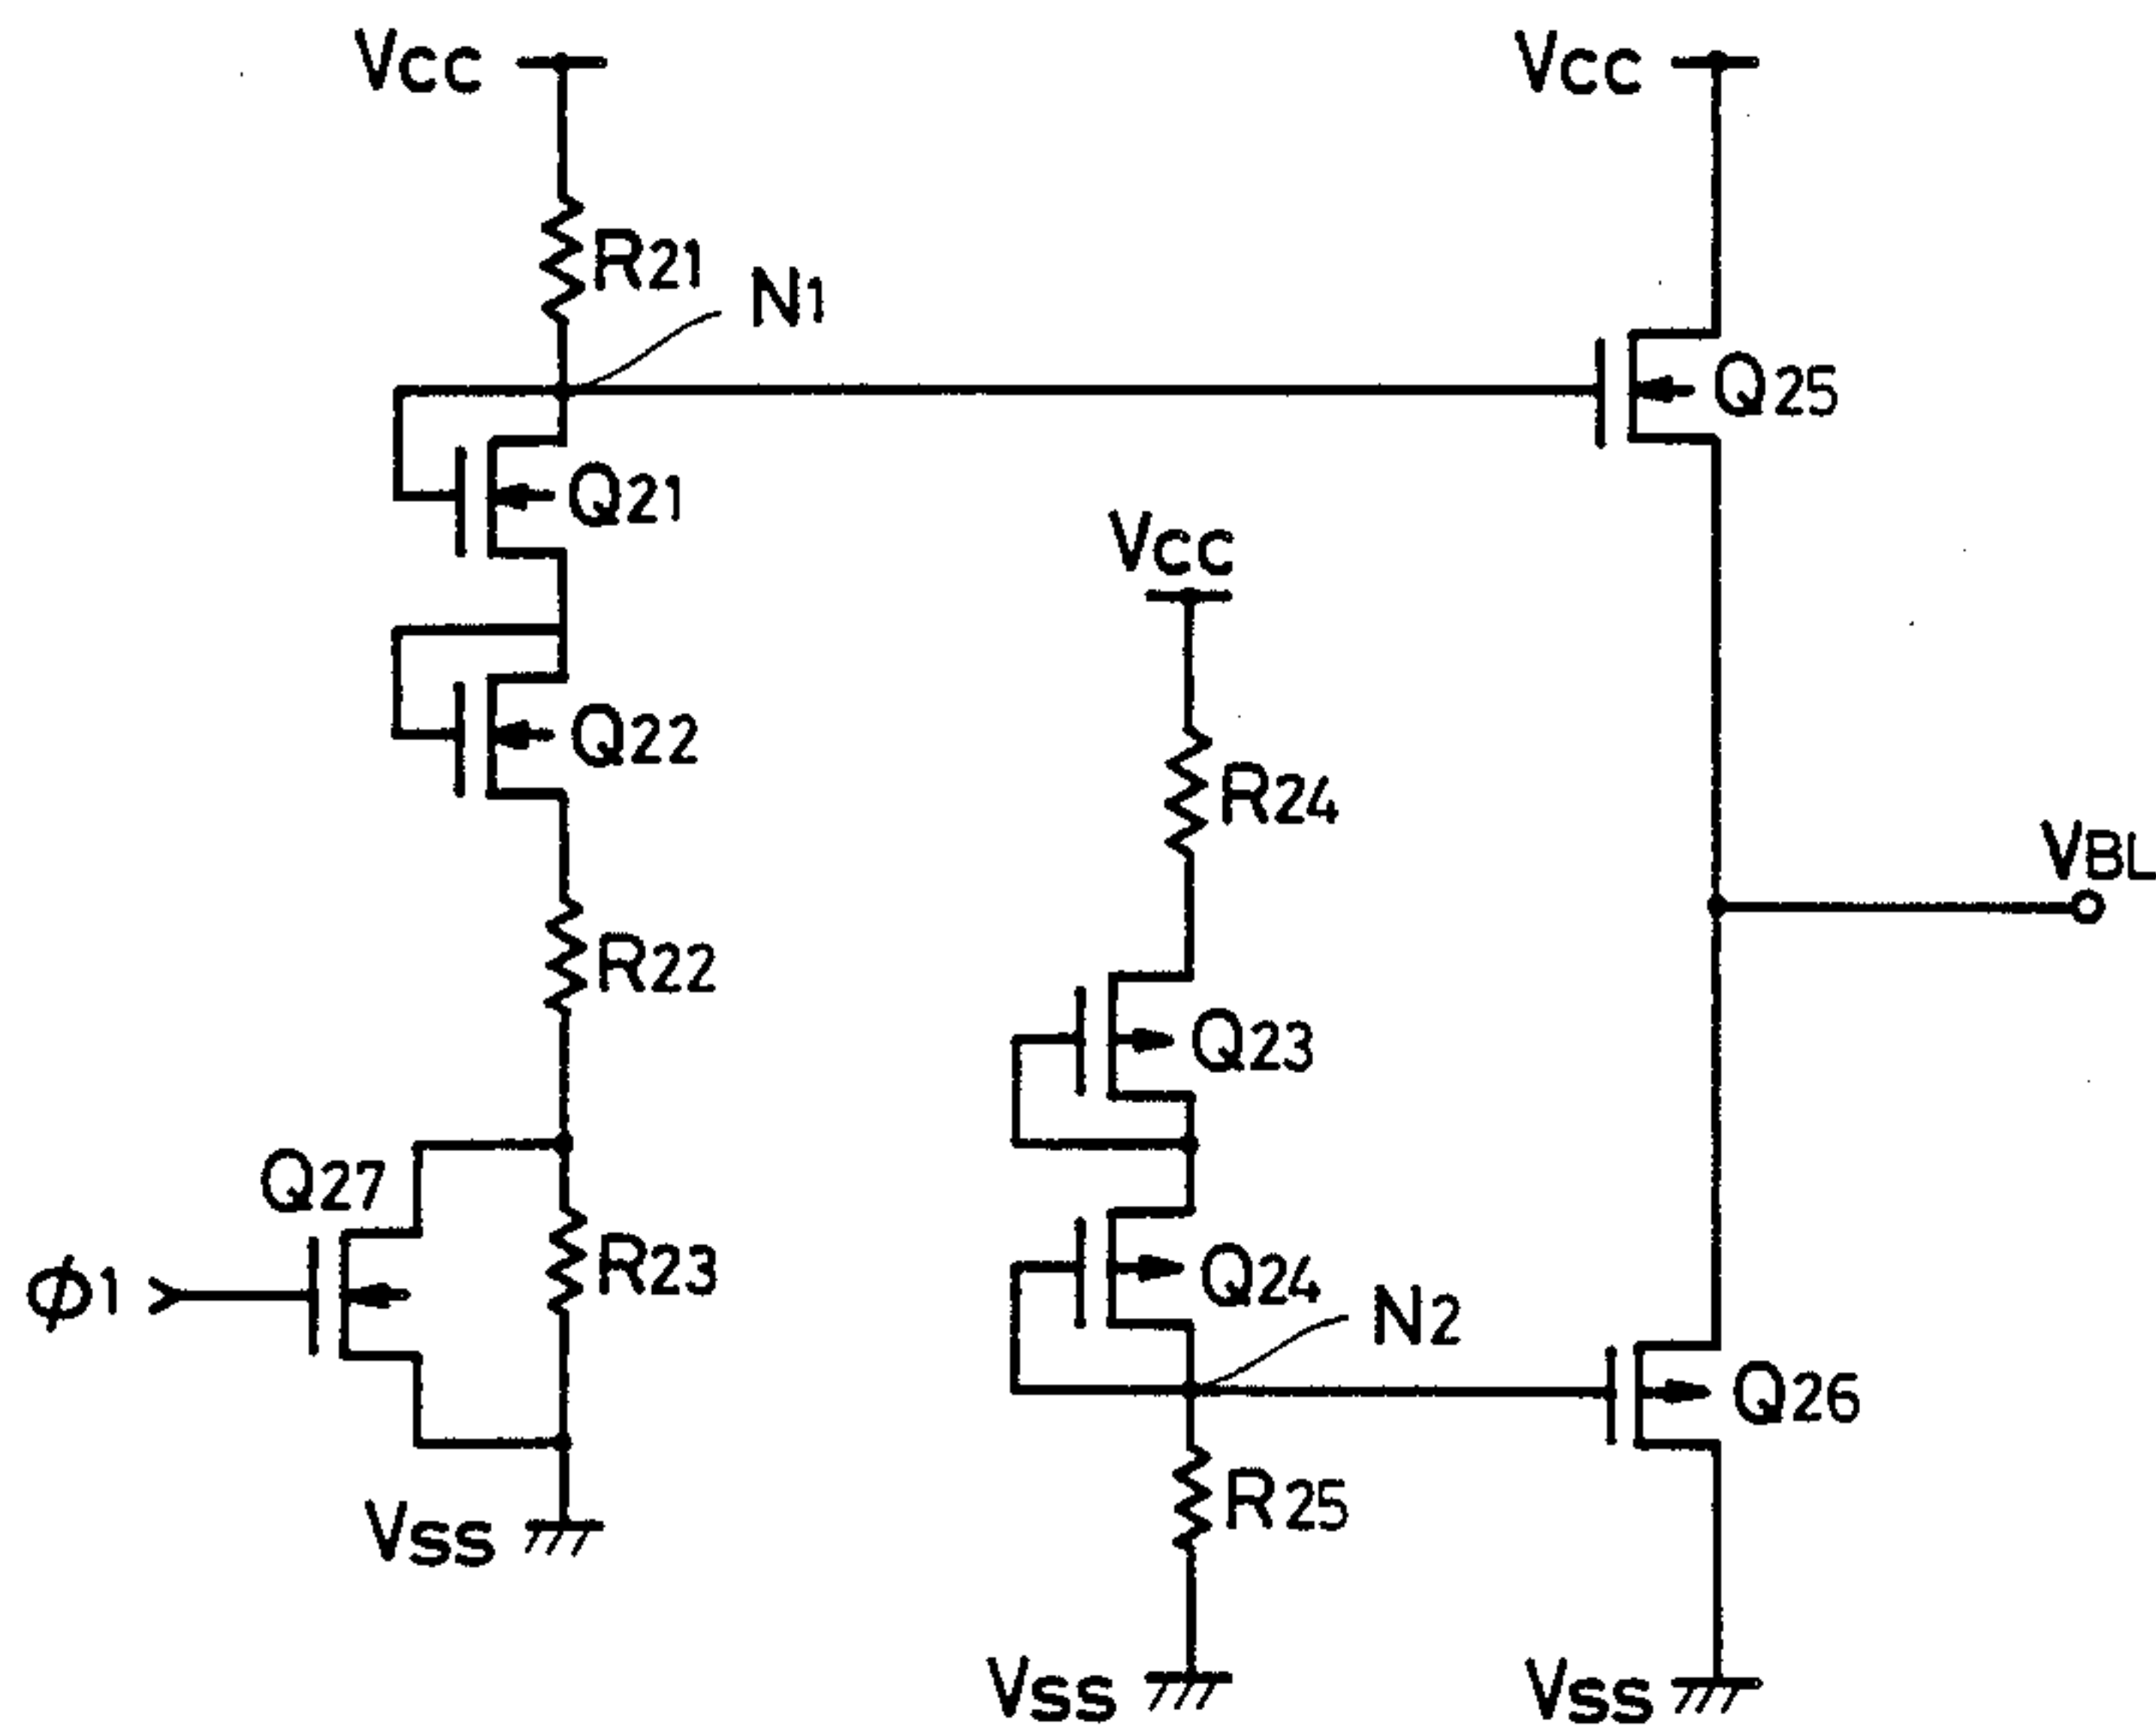 Vcc
Vcc
R21
N1
Q25
Q21
Vcc
Q22
R24
VBL
R22
Q23
Q27
R23
Q24
ϕ1
N2
Q26
R25
Vss
Vss
Vss